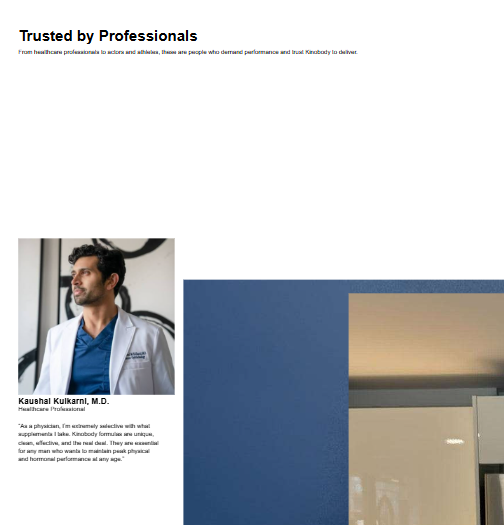 Trusted by Professionals
From healthcare professionals to actors and athletes, these are people who demand performance and trust Kinobody to deliver.
Kaushal Kulkarni, M.D.
Healthcare Professional
"As a physician, I'm extremely selective with what
supplements I take. Kinobody formulas are unique,
clean, effective, and the real deal. They are essential
for any man who wants to maintain peak physical
and hormonal performance at any age."